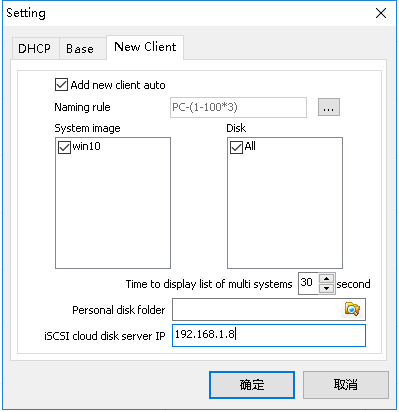 Setting
DHCP Base New Client
Add new client auto
Naming rule PC-(1-100*3) ...
System image Disk
win10 All
Time to display list of multi systems 30 second
Personal disk folder
iSCSI cloud disk server IP 192.168.1.8
确定 取消